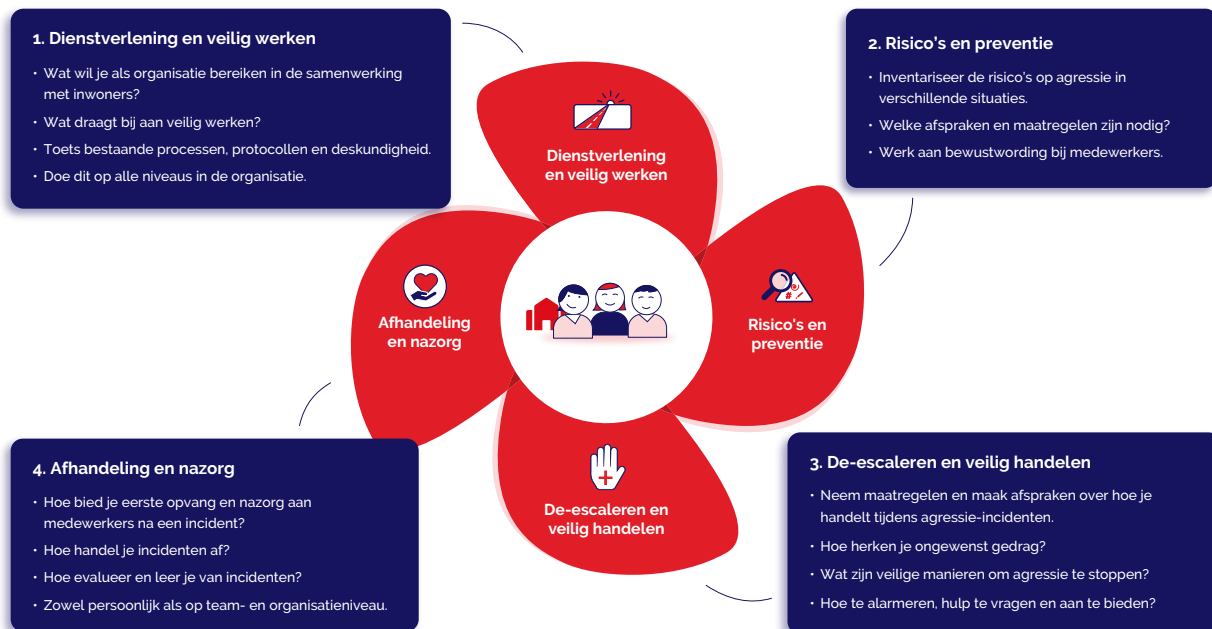 1. Dienstverlening en veilig werken
• Wat wil je als organisatie bereiken in de samenwerking
met inwoners?
• Wat draagt bij aan veilig werken?
• Toets bestaande processen, protocollen en deskundigheid.
• Doe dit op alle niveaus in de organisatie.
2. Risico's en preventie
• Inventariseer de risico's op agressie in
verschillende situaties.
• Welke afspraken en maatregelen zijn nodig?
• Werk aan bewustwording bij medewerkers.
Dienstverlening
en veilig werken
Afhandeling
en nazorg
Risico's en
preventie
De-escaleren en
veilig handelen
4. Afhandeling en nazorg
• Hoe bied je eerste opvang en nazorg aan
medewerkers na een incident?
• Hoe handel je incidenten af?
• Hoe evalueer en leer je van incidenten?
• Zowel persoonlijk als op team- en organisatieniveau.
3. De-escaleren en veilig handelen
• Neem maatregelen en maak afspraken over hoe je
handelt tijdens agressie-incidenten.
• Hoe herken je ongewenst gedrag?
• Wat zijn veilige manieren om agressie te stoppen?
• Hoe te alarmeren, hulp te vragen en aan te bieden?